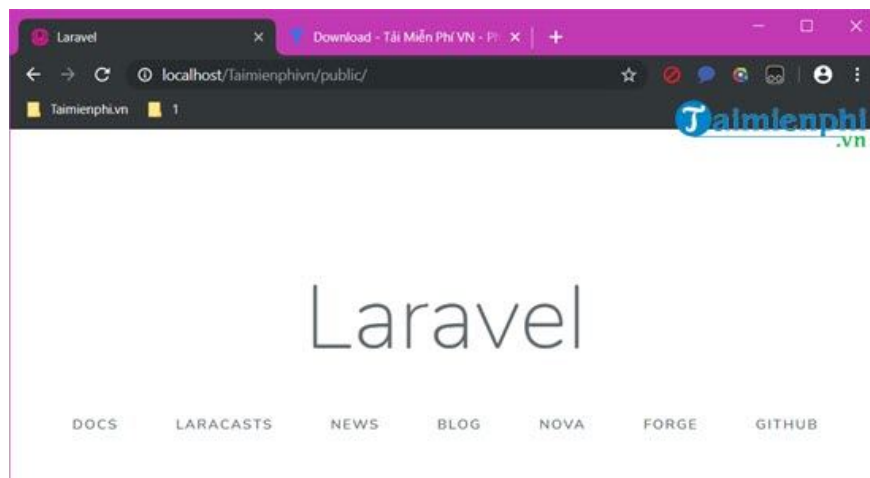 Laravel
Download - Tải Miễn Phí VN - Ph
localhost/Taimienphivn/public/
Taimienphi.vn 1
Taimienphi
.vn
Laravel
DOCS LARACASTS NEWS BLOG NOVA FORGE GITHUB